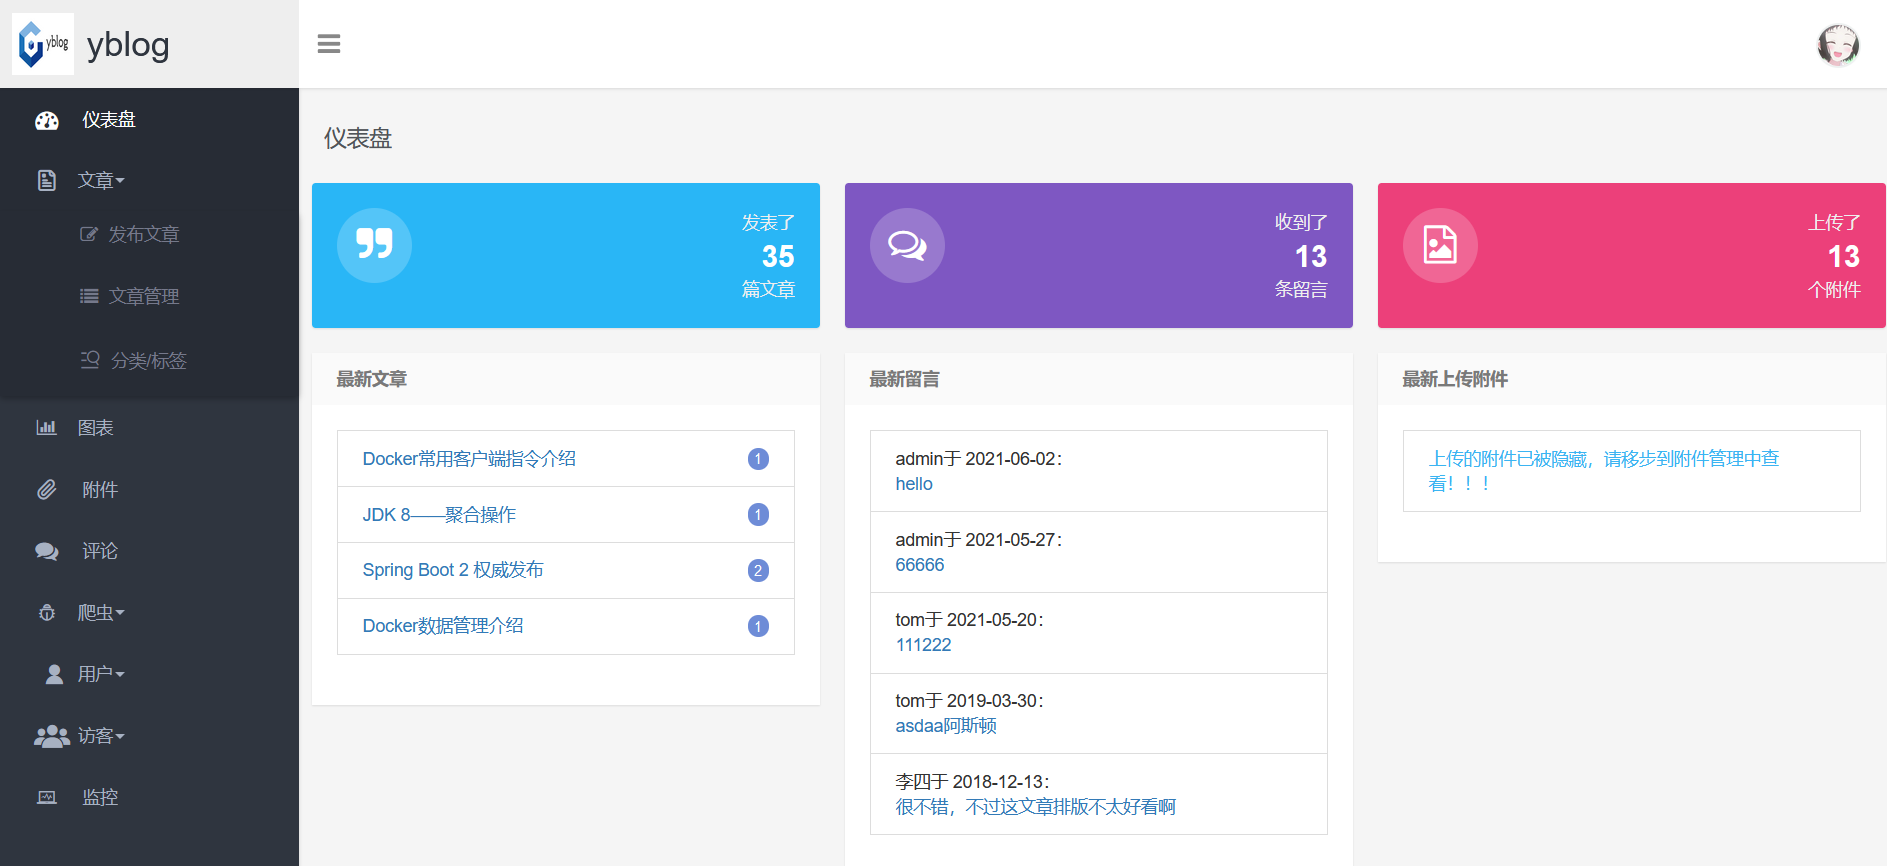 yblog
yblog
仪表盘
文章
发布文章
文章管理
分类/标签
图表
附件
评论
爬虫
用户
访客
监控
仪表盘
发表了
35
篇文章
收到了
13
条留言
上传了
13
个附件
最新文章
Docker常用客户端指令介绍 1
JDK 8——聚合操作 1
Spring Boot 2 权威发布 2
Docker数据管理介绍 1
最新留言
admin于 2021-06-02：
hello
admin于 2021-05-27：
66666
tom于 2021-05-20：
111222
tom于 2019-03-30：
asdaa阿斯顿
李四于 2018-12-13：
很不错，不过这文章排版不太好看啊
最新上传附件
上传的附件已被隐藏，请移步到附件管理中查
看！！！